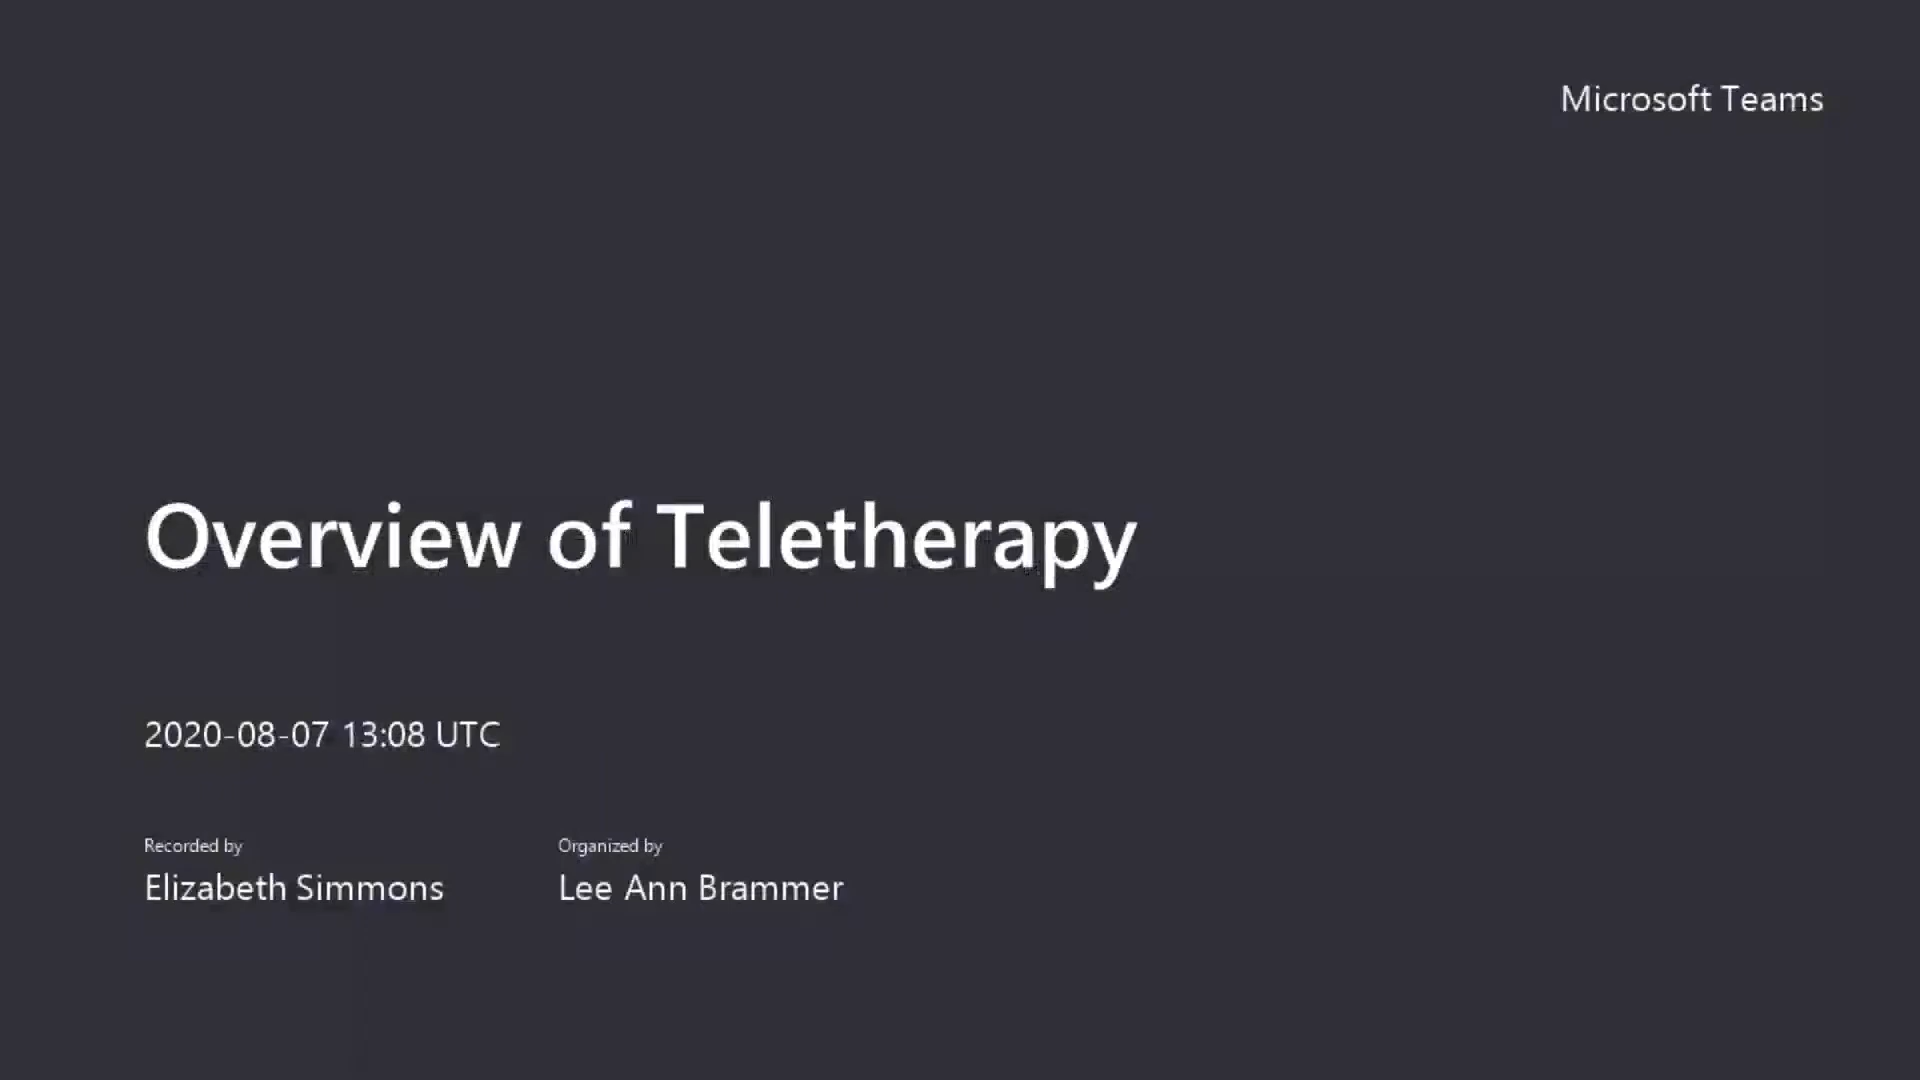 Microsoft Teams
Overview of Teletherapy
2020-08-07 13:08 UTC
Recorded by
Elizabeth Simmons
Organized by
Lee Ann Brammer